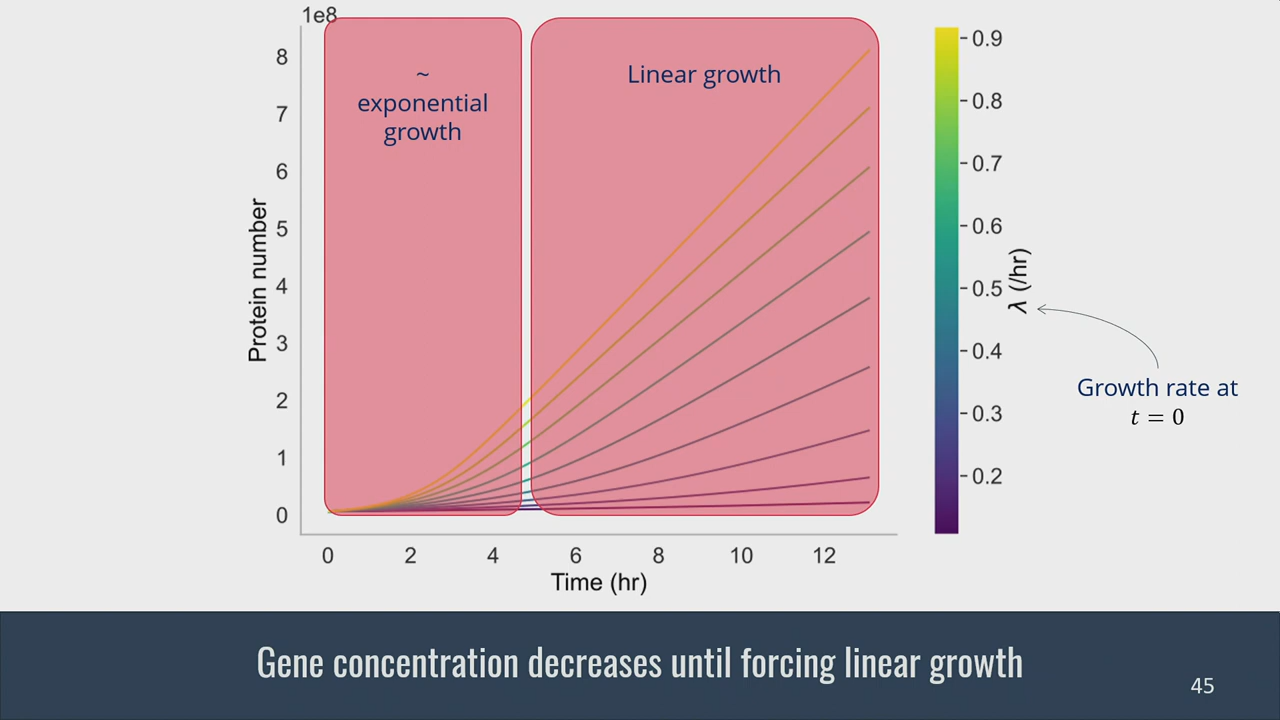 1e8
8
7
6
5
4
3
2
1
0
Protein number
0 2 4 6 8 10 12
Time (hr)
~
exponential
growth
Linear growth
0.9
0.8
0.7
0.6
0.5
0.4
0.3
0.2
λ (/hr)
Growth rate at
t = 0
Gene concentration decreases until forcing linear growth
45